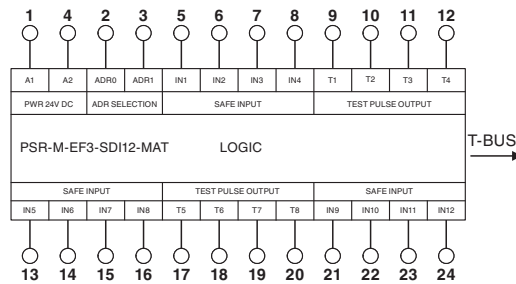 1 4 2 3 5 6 7 8 9 10 11 12
A1 A2 ADR0 ADR1 IN1 IN2 IN3 IN4 T1 T2 T3 T4
PWR 24V DC ADR SELECTION SAFE INPUT TEST PULSE OUTPUT
PSR-M-EF3-SDI12-MAT LOGIC T-BUS
SAFE INPUT TEST PULSE OUTPUT SAFE INPUT
IN5 IN6 IN7 IN8 T5 T6 T7 T8 IN9 IN10 IN11 IN12
13 14 15 16 17 18 19 20 21 22 23 24